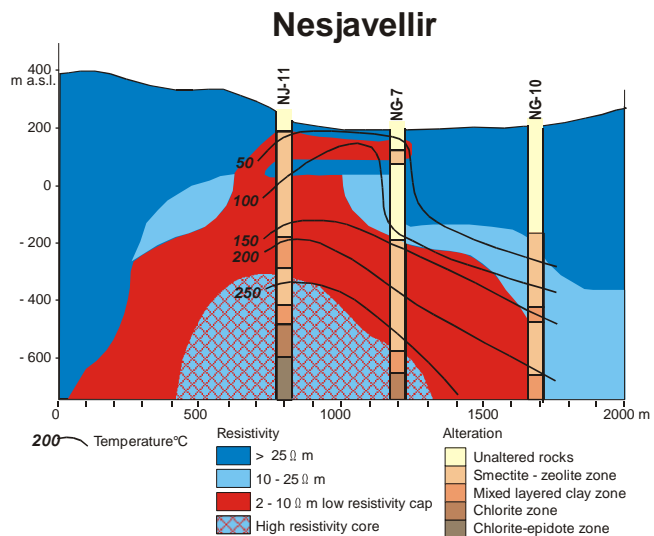 Nesjavellir
400
m a.s.l.
200
0
- 200
- 400
- 600
NJ-11
NG-7
NG-10
50
100
150
200
250
0 500 1000 1500 2000 m
200 Temperature°C
Resistivity
> 25 Ω m
10 - 25 Ω m
2 - 10 Ω m low resistivity cap
High resistivity core
Alteration
Unaltered rocks
Smectite - zeolite zone
Mixed layered clay zone
Chlorite zone
Chlorite-epidote zone